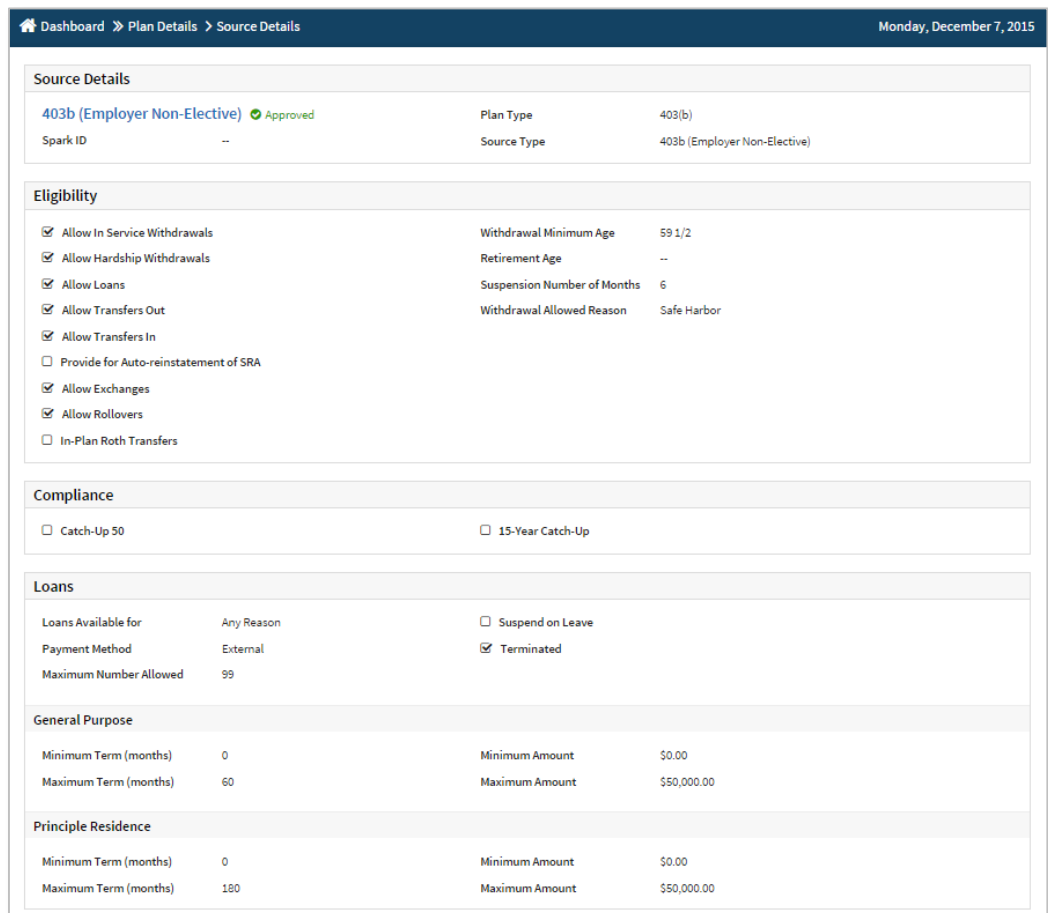 Dashboard » Plan Details > Source Details Monday, December 7, 2015
Source Details
403b (Employer Non-Elective) Approved Plan Type 403(b)
Spark ID -- Source Type 403b (Employer Non-Elective)
Eligibility
Allow In Service Withdrawals Withdrawal Minimum Age 59 1/2
Allow Hardship Withdrawals Retirement Age --
Allow Loans Suspension Number of Months 6
Allow Transfers Out Withdrawal Allowed Reason Safe Harbor
Allow Transfers In
Provide for Auto-reinstatement of SRA
Allow Exchanges
Allow Rollovers
In-Plan Roth Transfers
Compliance
Catch-Up 50 15-Year Catch-Up
Loans
Loans Available for Any Reason Suspend on Leave
Payment Method External Terminated
Maximum Number Allowed 99
General Purpose
Minimum Term (months) 0 Minimum Amount $0.00
Maximum Term (months) 60 Maximum Amount $50,000.00
Principle Residence
Minimum Term (months) 0 Minimum Amount $0.00
Maximum Term (months) 180 Maximum Amount $50,000.00